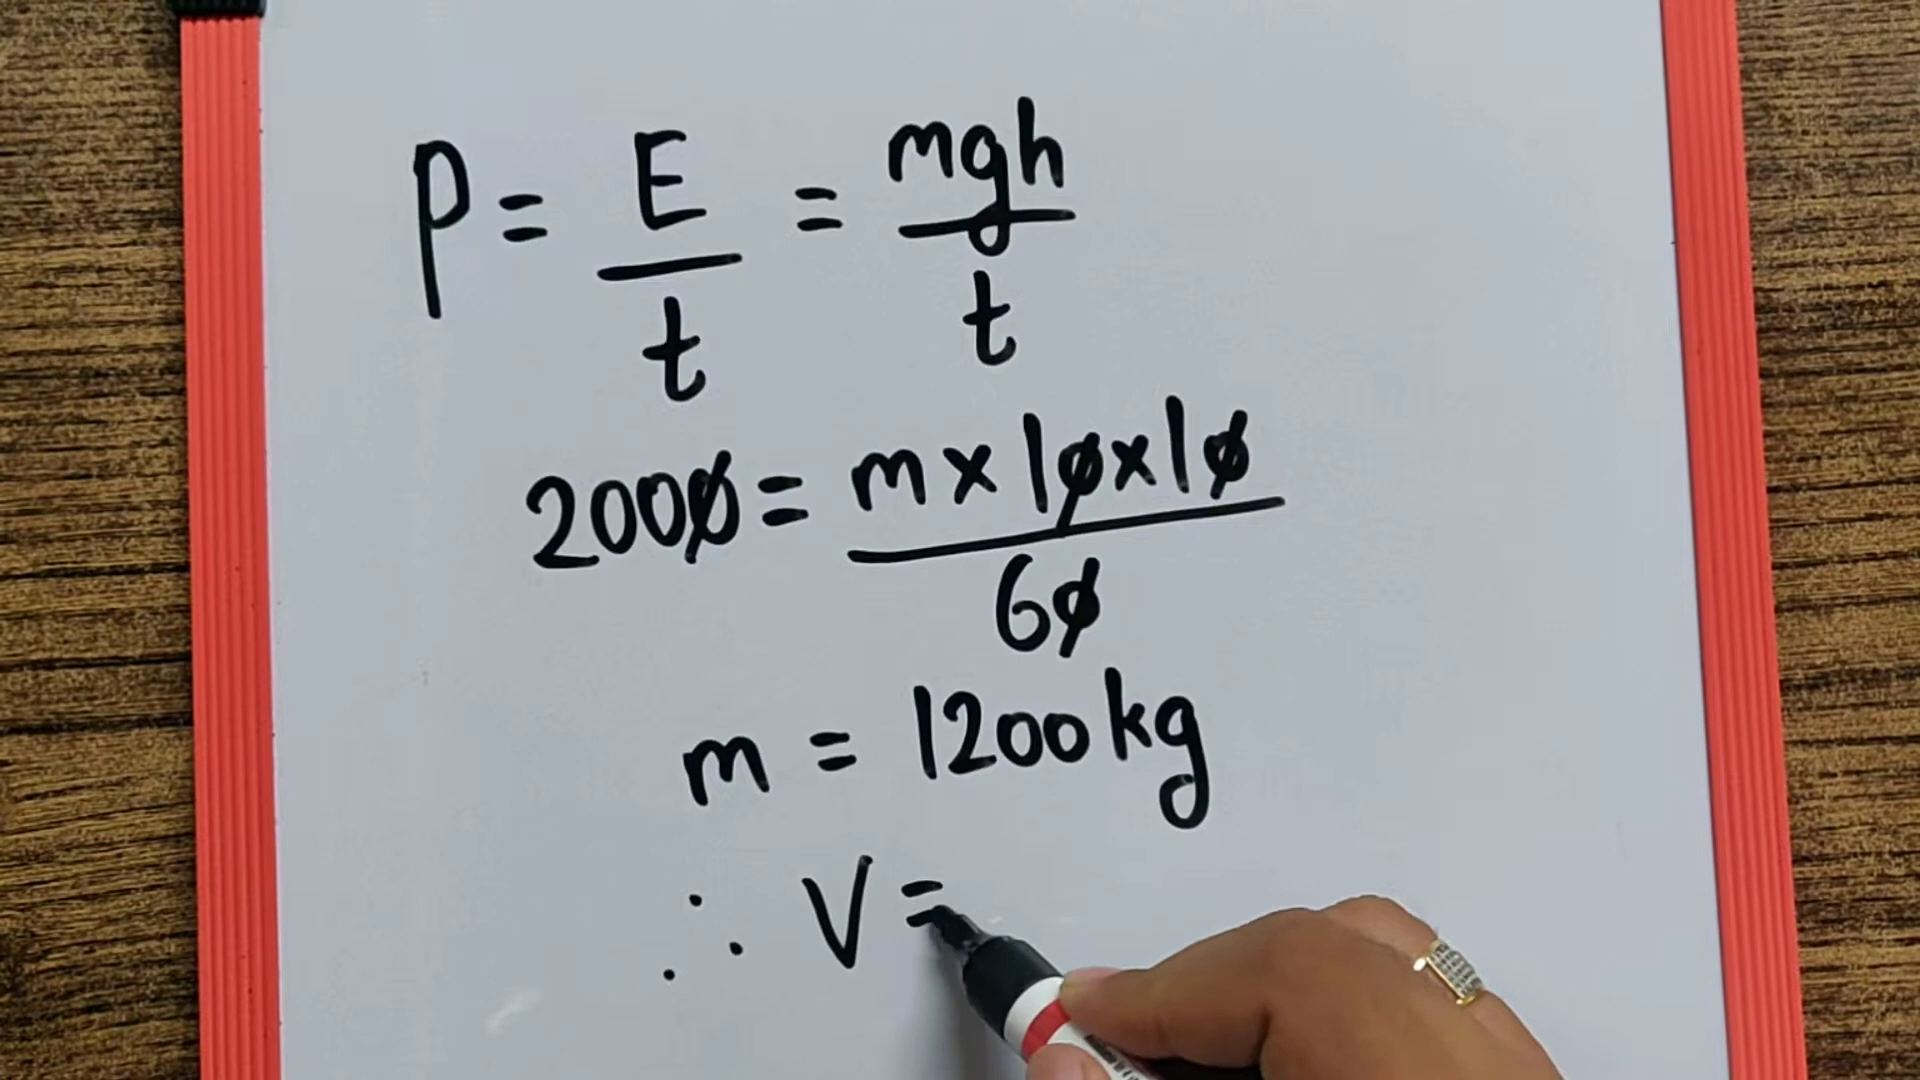 P = E/t = mgh/t
2000 = m x 10 x 10 / 60
m = 1200 kg
∴ V =